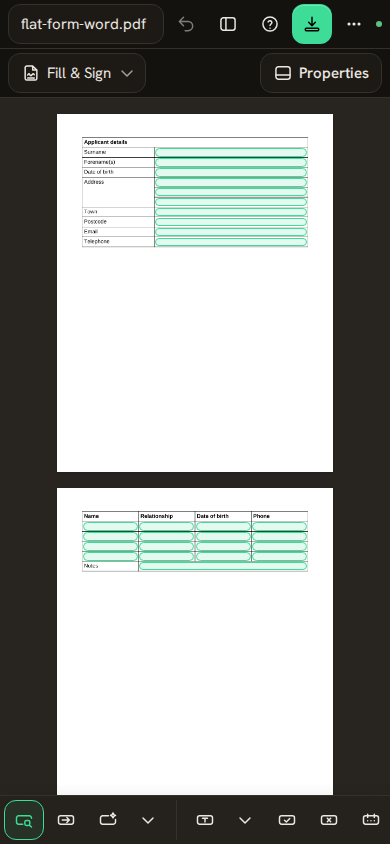 flat-form-word.pdf
Fill & Sign
Properties
Applicant details
Surname
Forename(s)
Date of birth
Address
Town
Postcode
Email
Telephone
Name Relationship Date of birth Phone
Notes